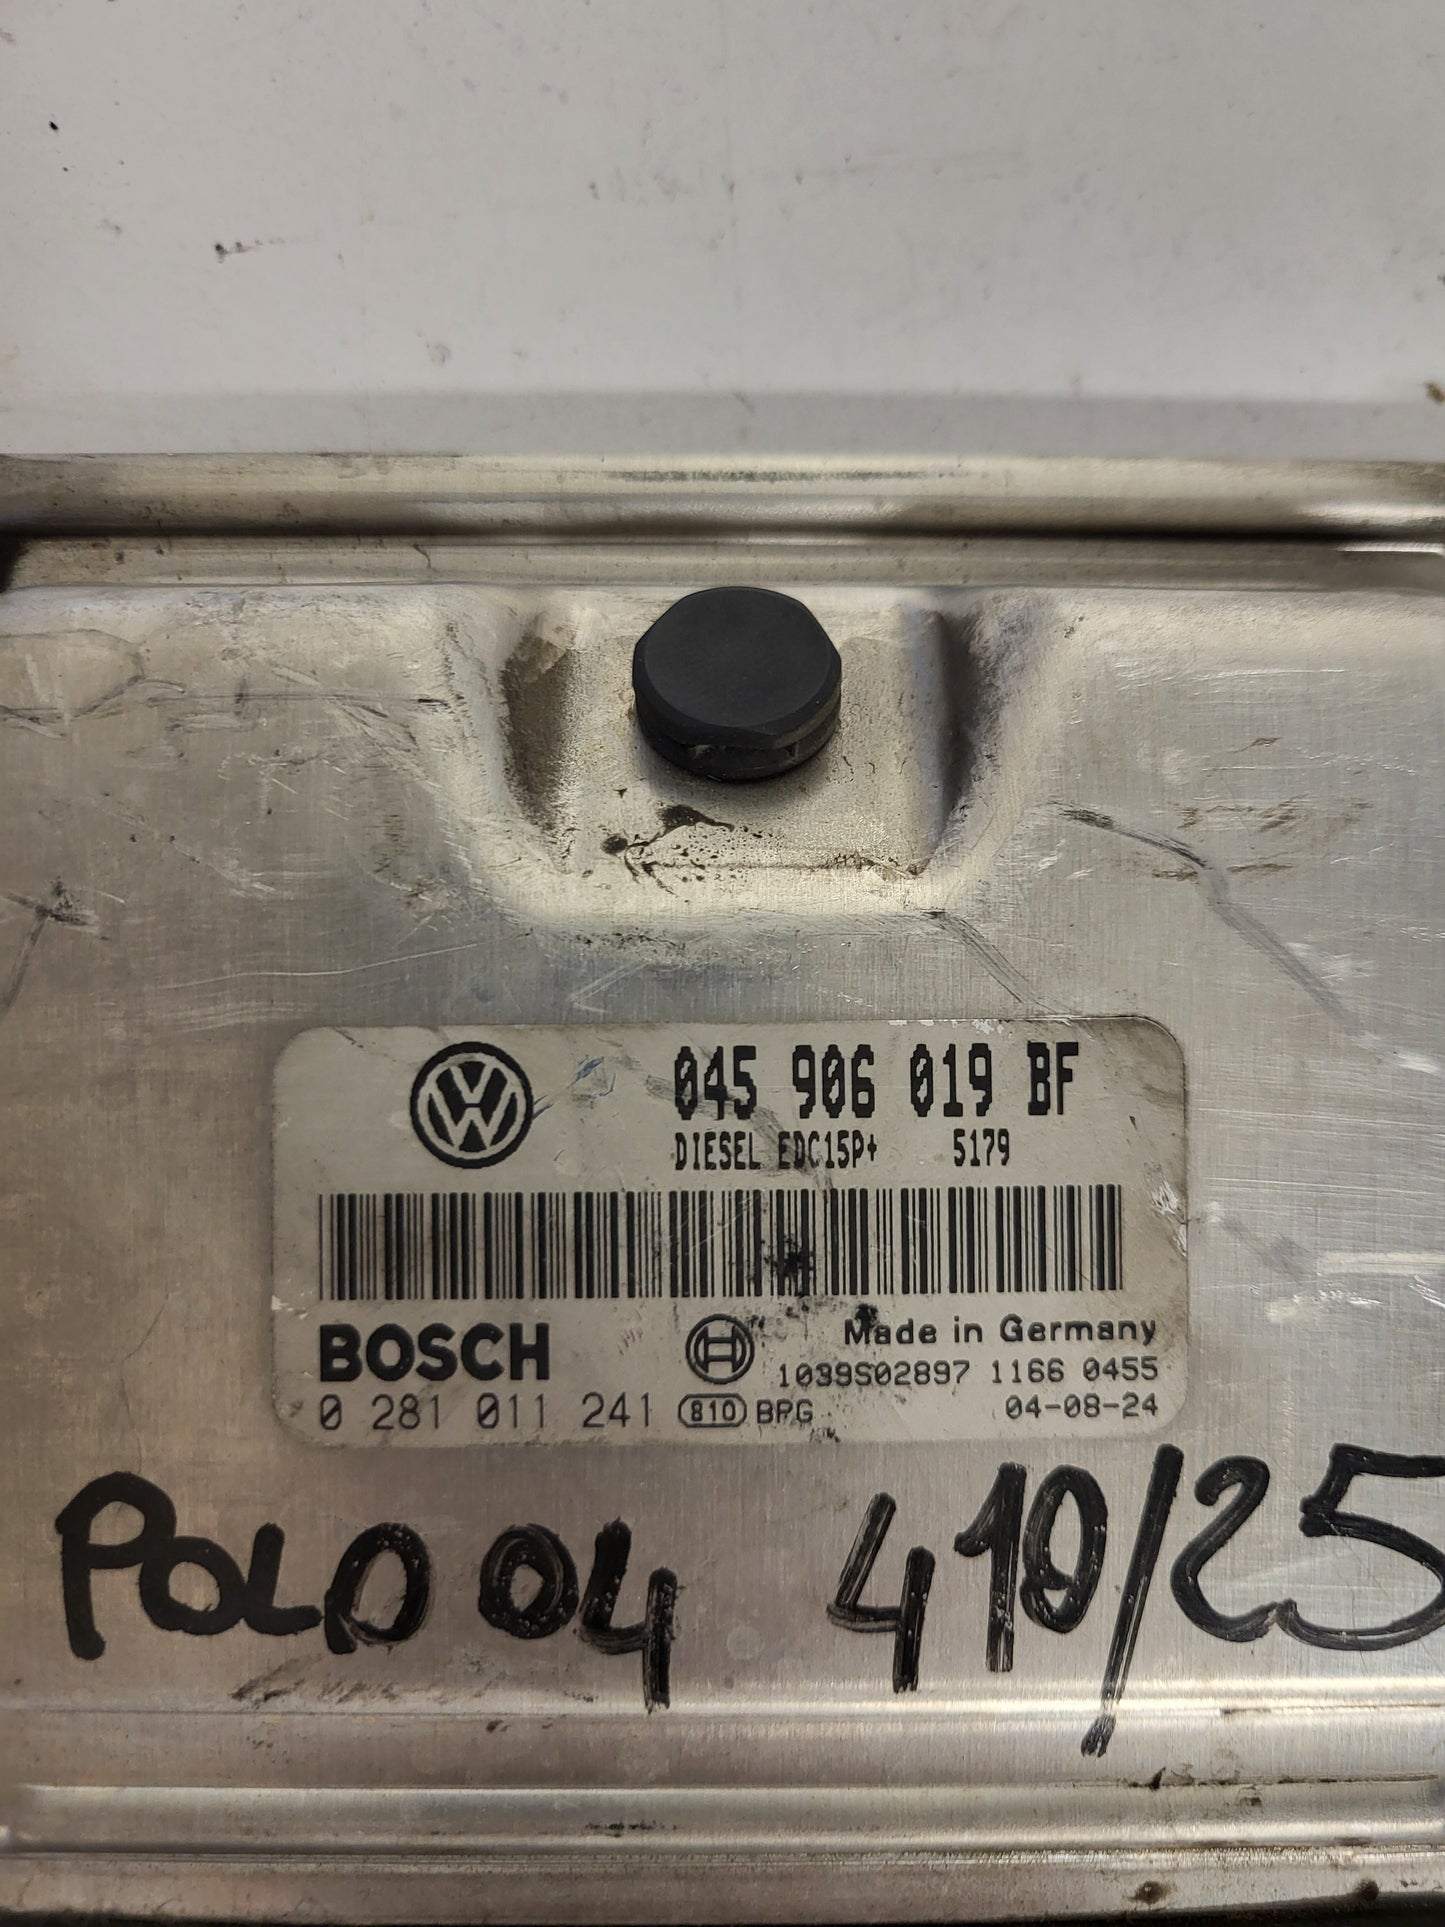 045 906 019 BF
DIESEL EDC15P+ 5179
BOSCH
Made in Germany
1039S02897 1166 0455
0 281 011 241 810 BPG 04-08-24
POLO 04 410/25